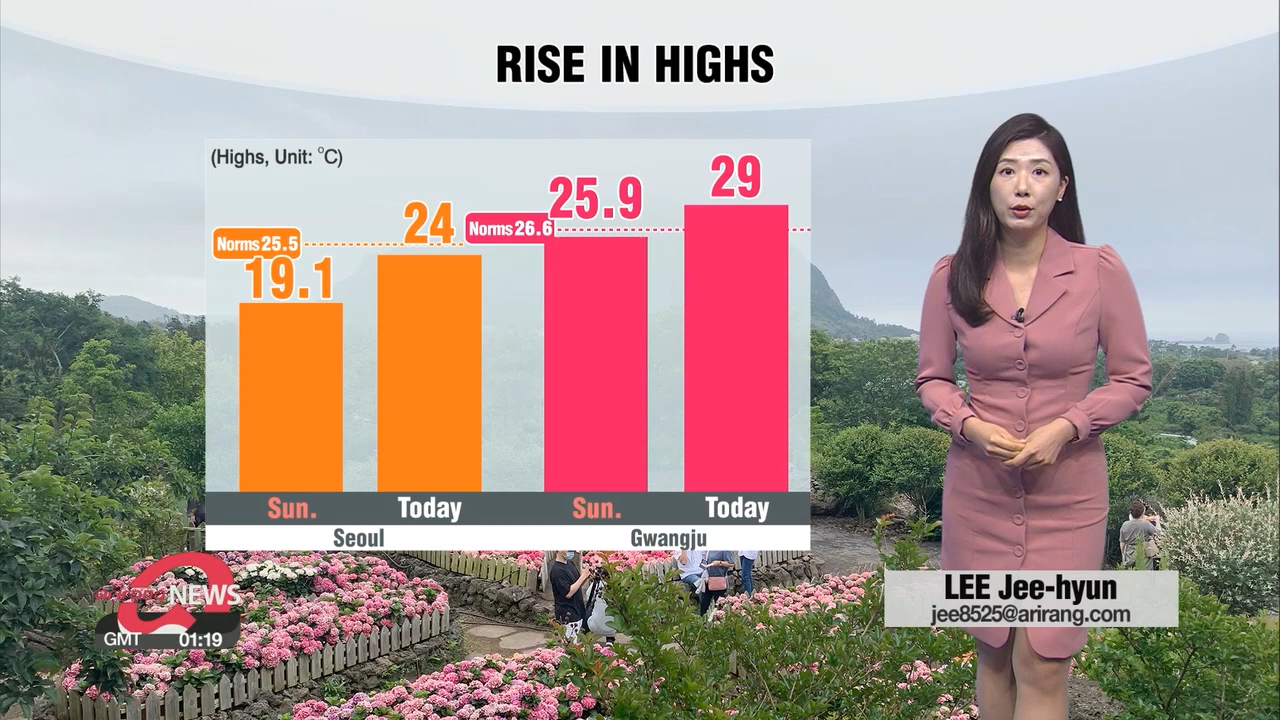 RISE IN HIGHS
(Highs, Unit: °C)
Norms 25.5
19.1
24
Norms 26.6
25.9
29
Sun.
Today
Sun.
Today
Seoul
Gwangju
NEWS
GMT 01:19
LEE Jee-hyun
jee8525@arirang.com